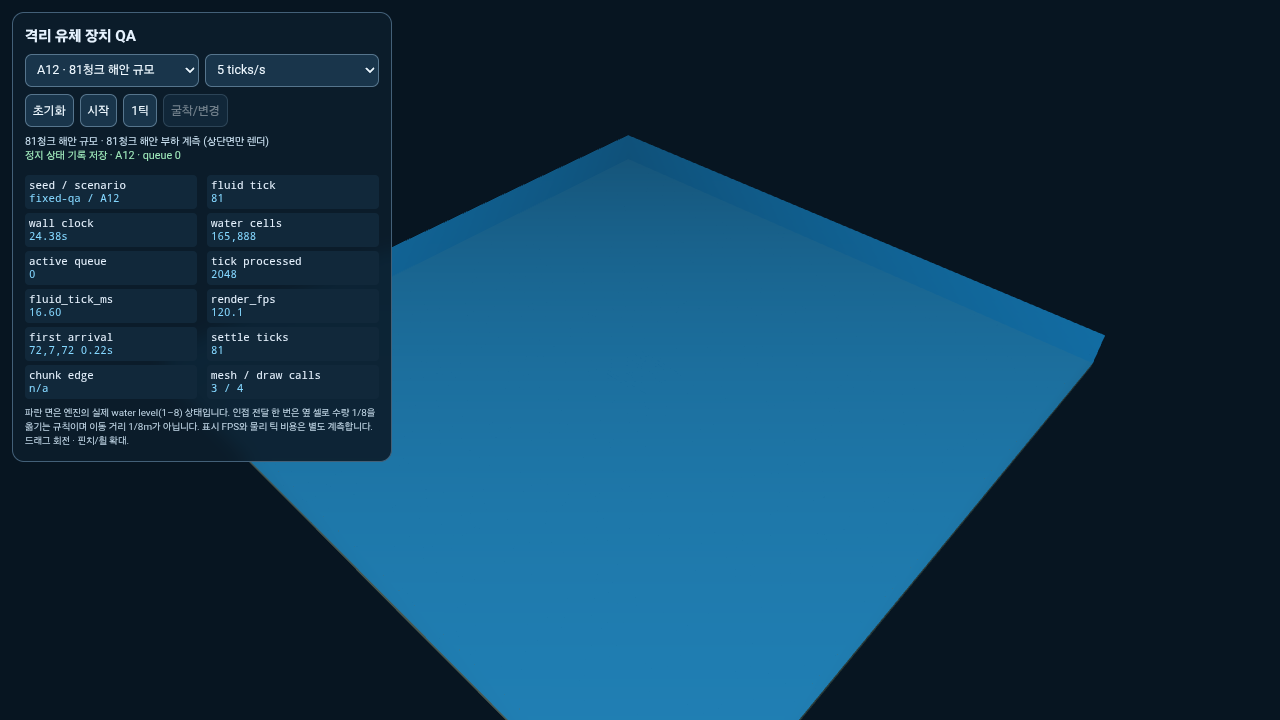 격리 유체 장치 QA
A12 · 81청크 해안 규모
5 ticks/s
초기화
시작
1틱
굴착/변경
81청크 해안 규모 · 81청크 해안 부하 계측 (상단면만 렌더)
정지 상태 기록 저장 · A12 · queue 0
seed / scenario
fixed-qa / A12
fluid tick
81
wall clock
24.38s
water cells
165,888
active queue
0
tick processed
2048
fluid_tick_ms
16.60
render_fps
120.1
first arrival
72,7,72 0.22s
settle ticks
81
chunk edge
n/a
mesh / draw calls
3 / 4
파란 면은 엔진의 실제 water level(1~8) 상태입니다. 인접 전달 한 번은 옆 셀로 수량 1/8을
옮기는 규칙이며 이동 거리 1/8m가 아닙니다. 표시 FPS와 물리 틱 비용은 별도 계측합니다.
드래그 회전 · 핀치/휠 확대.